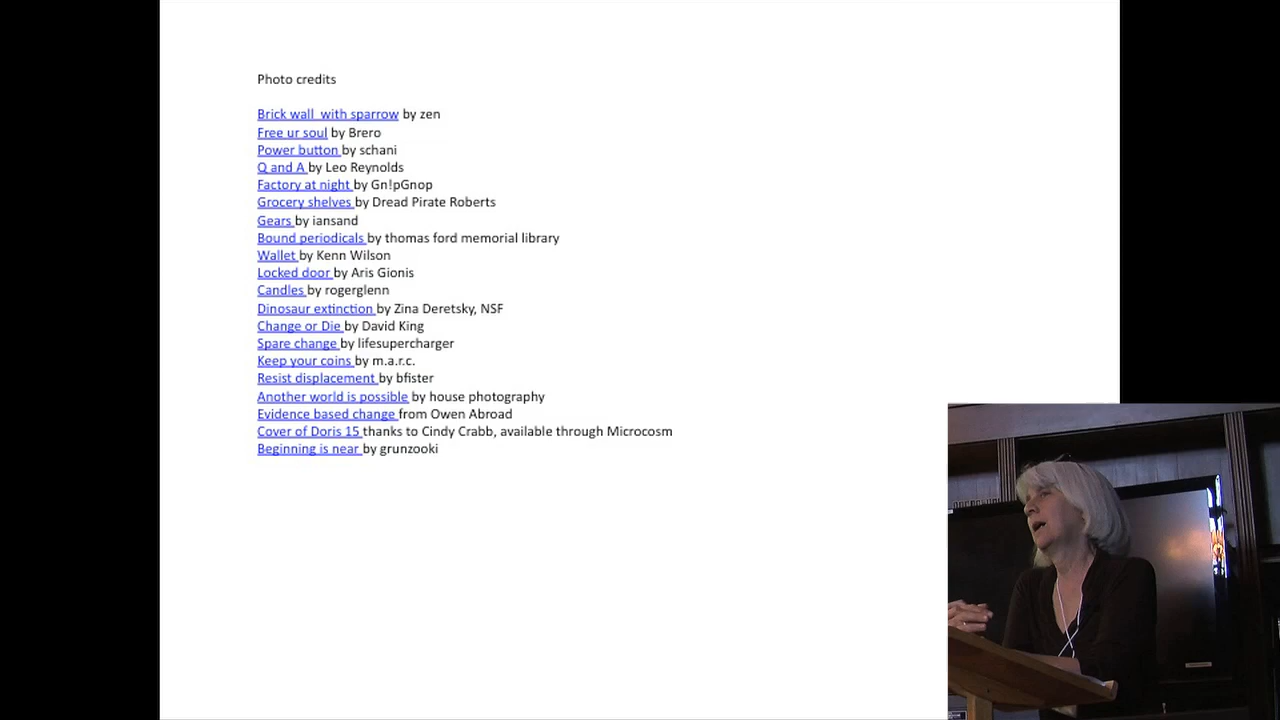 Photo credits
Brick wall  with sparrow by zen
Free ur soul by Brero
Power button by schani
Q and A by Leo Reynolds
Factory at night by Gn!pGnop
Grocery shelves by Dread Pirate Roberts
Gears by iansand
Bound periodicals by thomas ford memorial library
Wallet by Kenn Wilson
Locked door by Aris Gionis
Candles by rogerglenn
Dinosaur extinction by Zina Deretsky, NSF
Change or Die by David King
Spare change by lifesupercharger
Keep your coins by m.a.r.c.
Resist displacement by bfister
Another world is possible by house photography
Evidence based change from Owen Abroad
Cover of Doris 15 thanks to Cindy Crabb, available through Microcosm
Beginning is near by grunzooki